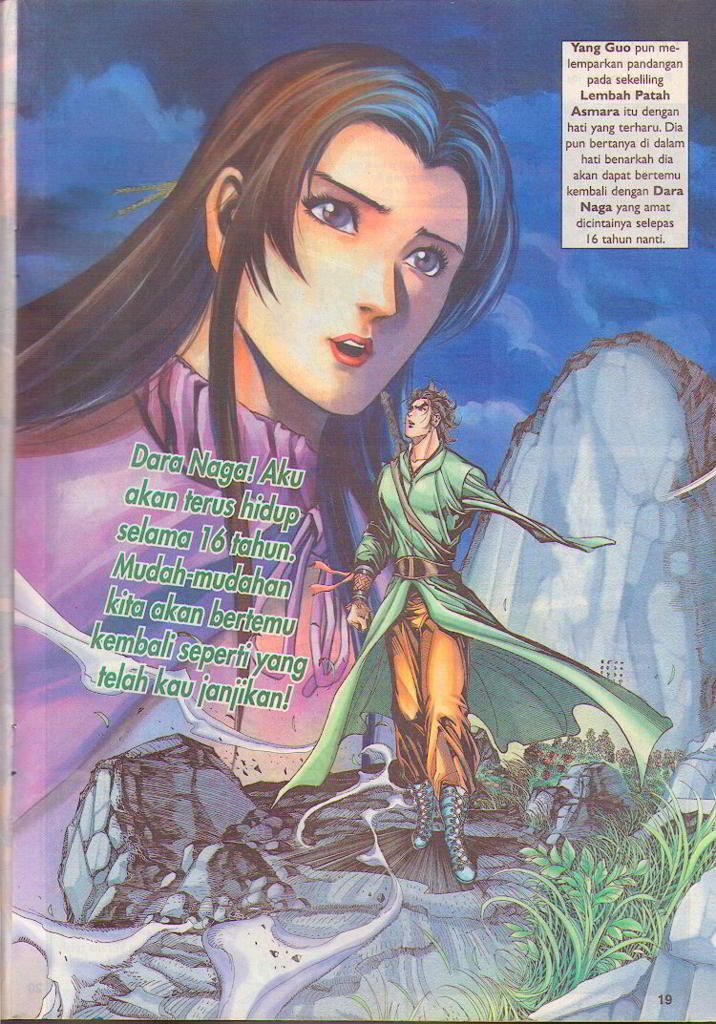 Yang Guo pun me-
lemparkan pandangan
pada sekeliling
Lembah Patah
Asmara itu dengan
hati yang terharu. Dia
pun bertanya di dalam
hati benarkah dia
akan dapat bertemu
kembali dengan Dara
Naga yang amat
dicintainya selepas
16 tahun nanti.
Dara Naga! Aku
akan terus hidup
selama 16 tahun.
Mudah-mudahan
kita akan bertemu
kembali seperti yang
telah kau janjikan!
19